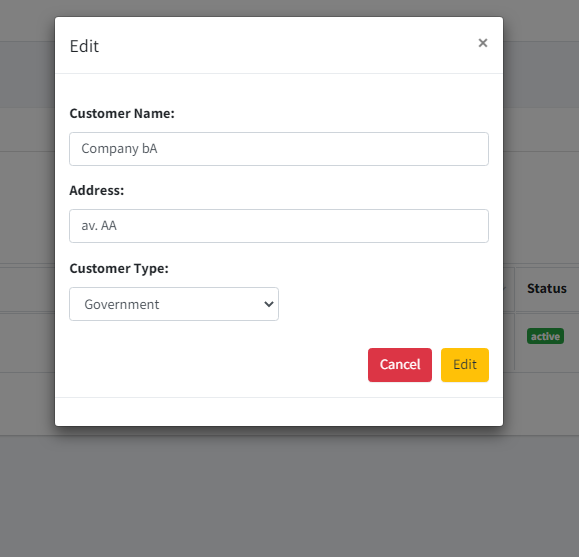 Edit
×
Customer Name:
Company bA
Address:
av. AA
Customer Type:
Government
Status
active
Cancel
Edit